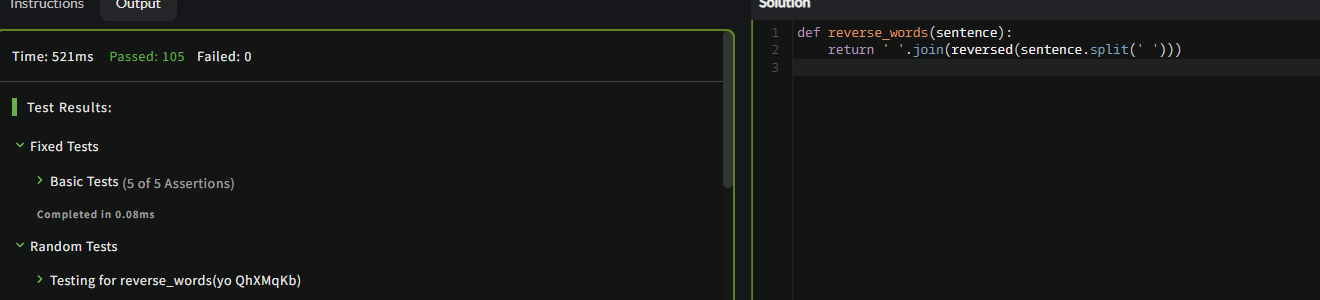 Instructions
Output
Time: 521ms Passed: 105 Failed: 0
Test Results:
Fixed Tests
Basic Tests (5 of 5 Assertions)
Completed in 0.08ms
Random Tests
Testing for reverse_words(yo QhXMqKb)
Solution
1 def reverse_words(sentence):
2     return ' '.join(reversed(sentence.split(' ')))
3